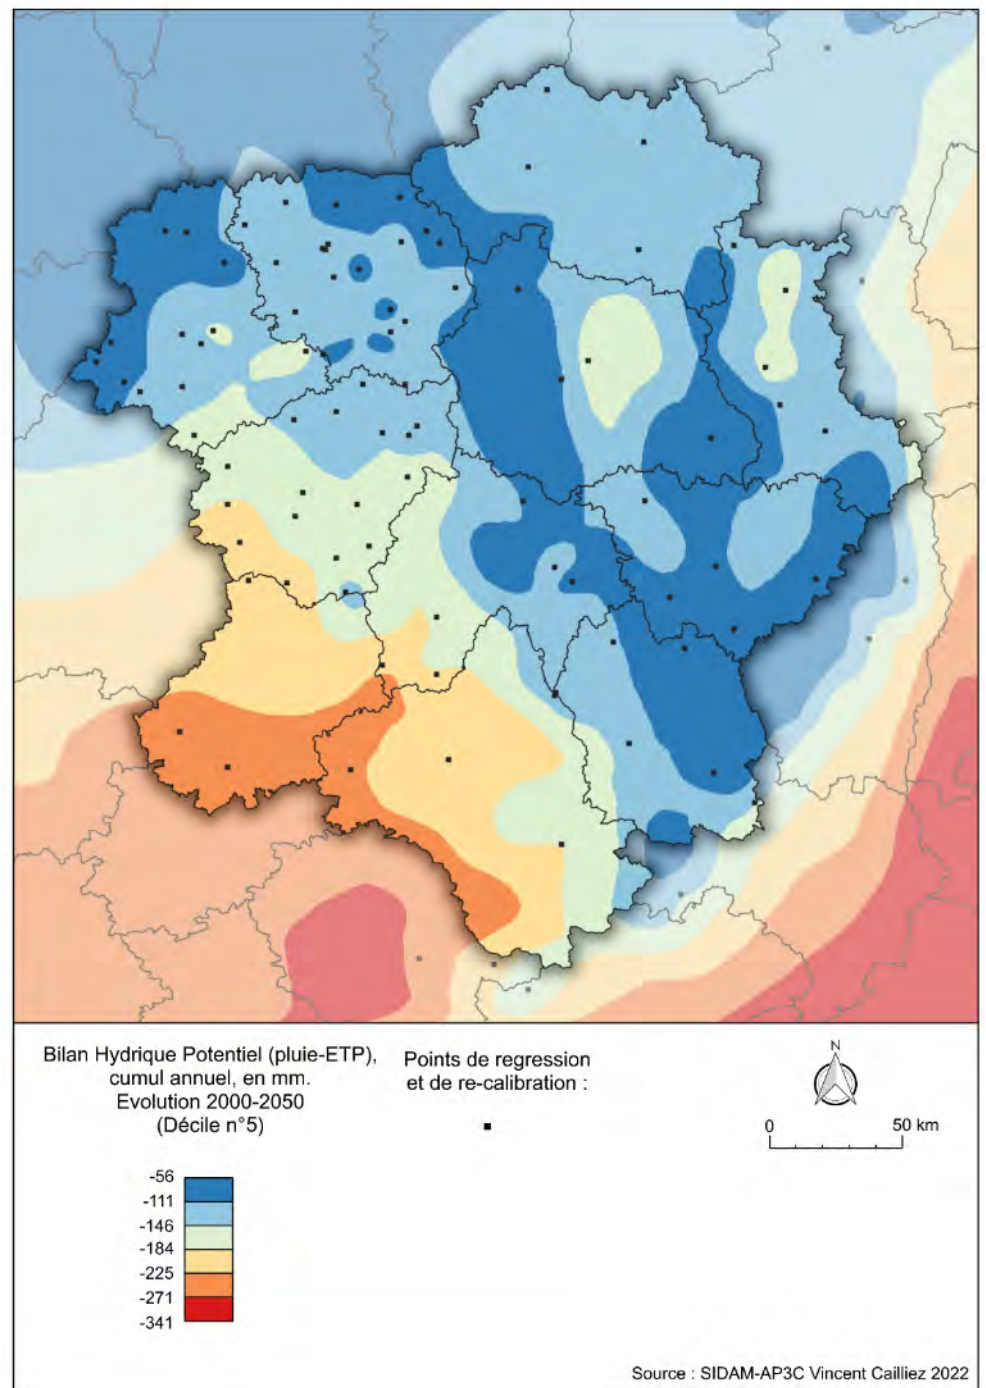 Bilan Hydrique Potentiel (pluie-ETP),
cumul annuel, en mm.
Evolution 2000-2050
(Décile n°5)
-56
-111
-146
-184
-225
-271
-341
Points de regression
et de re-calibration :
N
0 50 km
Source : SIDAM-AP3C Vincent Cailliez 2022